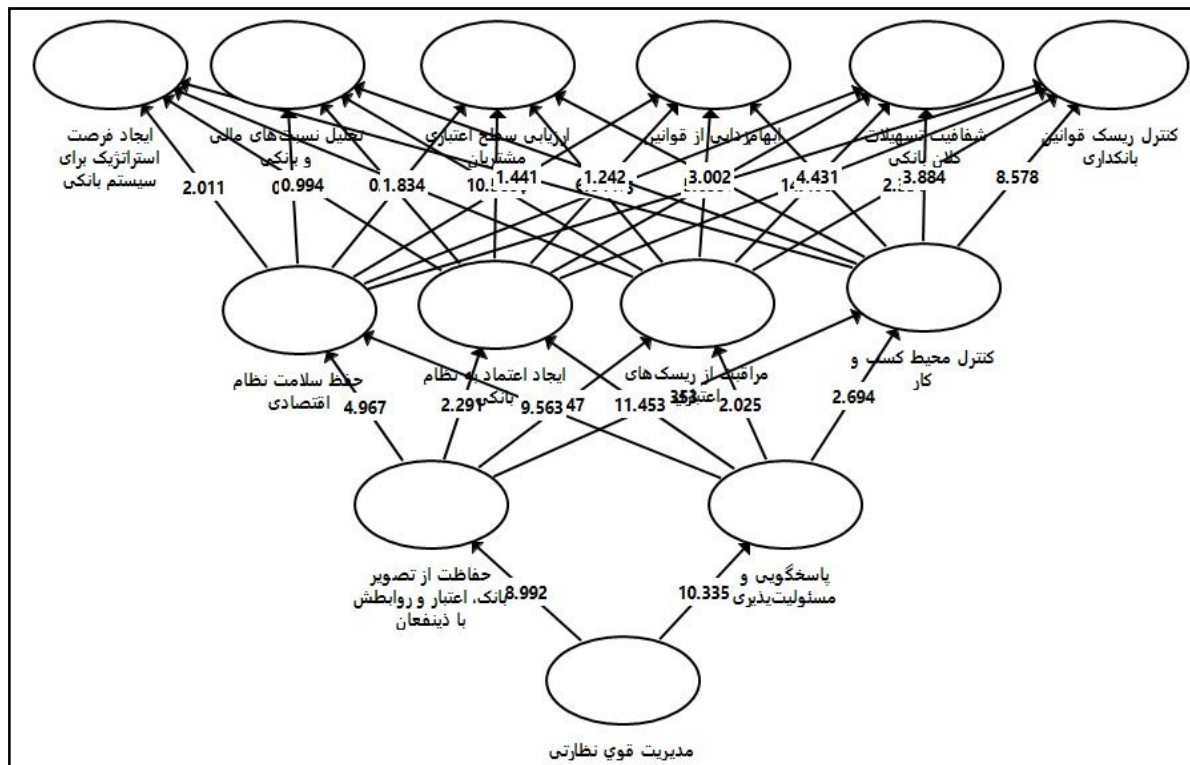 ایجاد فرصت
استراتژیک برای
سیستم بانکی
تحلیل نسبت‌های مالی
و بانکی
ارزیابی سطح اعتباری
مشتریان
ابهام‌زدایی از قوانین
شفافیت تسهیلات
کلان بانکی
کنترل ریسک قوانین
بانکداری
2.011
0.994
1.834
1.441
1.242
3.002
4.431
3.884
8.578
حفظ سلامت نظام
اقتصادی
ایجاد اعتماد به نظام
بانکی
مراقبت از ریسک‌های
اعتباری
کنترل محیط کسب و
کار
4.967
2.291
9.563
11.453
2.025
2.694
حفاظت از تصویر
بانک، اعتبار و روابطش
با ذینفعان
پاسخگویی و
مسئولیت‌پذیری
8.992
10.335
مدیریت قوي نظارتی